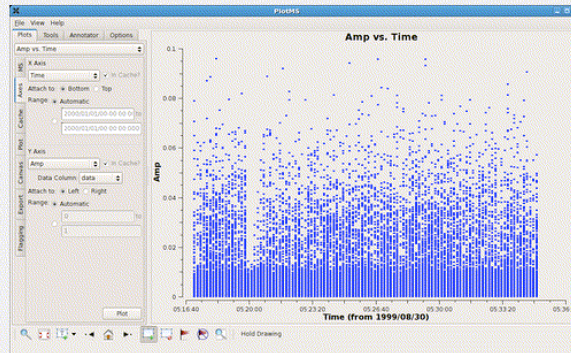 PlotMS
File View Help
Plots Tools Annotator Options
Amp vs. Time
MS
Axes
Cache
Plot
Canvas
Export
Flagging
X Axis
Time In Cache?
Attach to: Bottom Top
Range: Automatic
2000/01/01/00:00:00:00 to
2000/01/01/00:00:00:000
Y Axis
Amp In Cache?
Data Column data
Attach to: Left Right
Range: Automatic
0 to
1
Plot
Amp vs. Time
Amp
0.1
0.08
0.06
0.04
0.02
0
05:16:40 05:20:00 05:23:20 05:26:40 05:30:00 05:33:20 05:36
Time (from 1999/08/30)
Hold Drawing